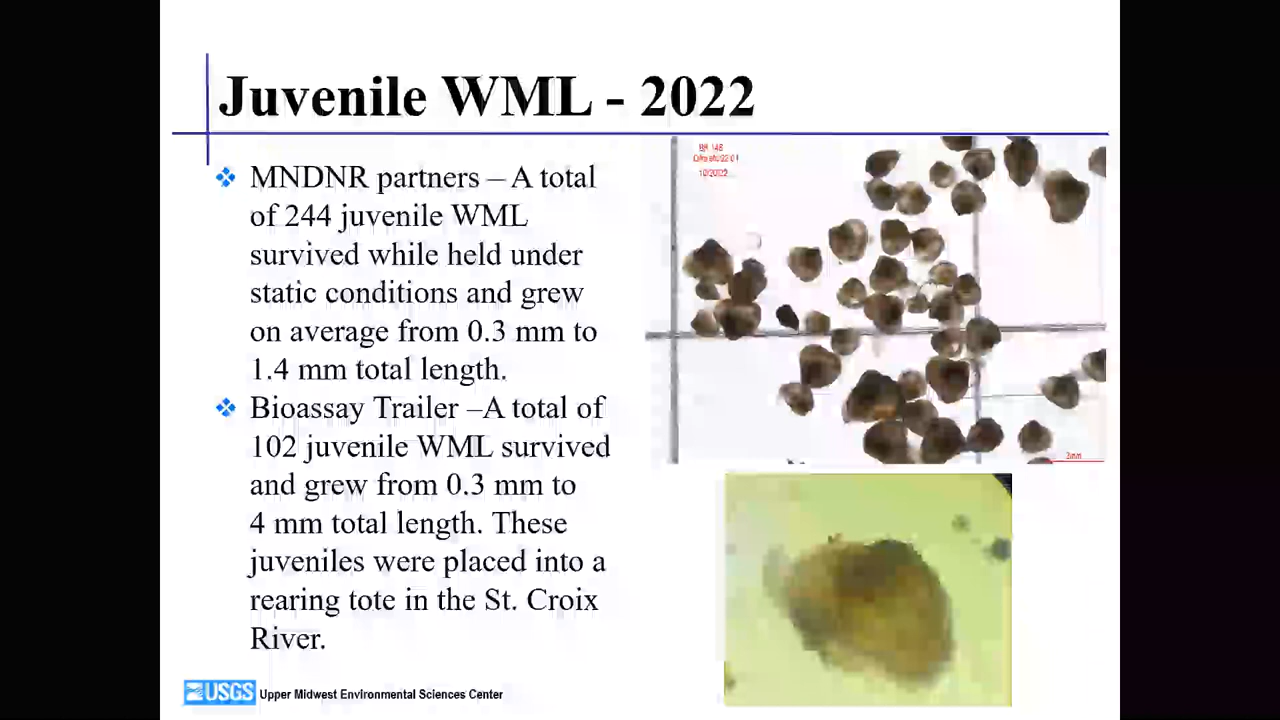 Juvenile WML - 2022
MNDNR partners – A total
of 244 juvenile WML
survived while held under
static conditions and grew
on average from 0.3 mm to
1.4 mm total length.
Bioassay Trailer –A total of
102 juvenile WML survived
and grew from 0.3 mm to
4 mm total length. These
juveniles were placed into a
rearing tote in the St. Croix
River.
2mm
USGS Upper Midwest Environmental Sciences Center